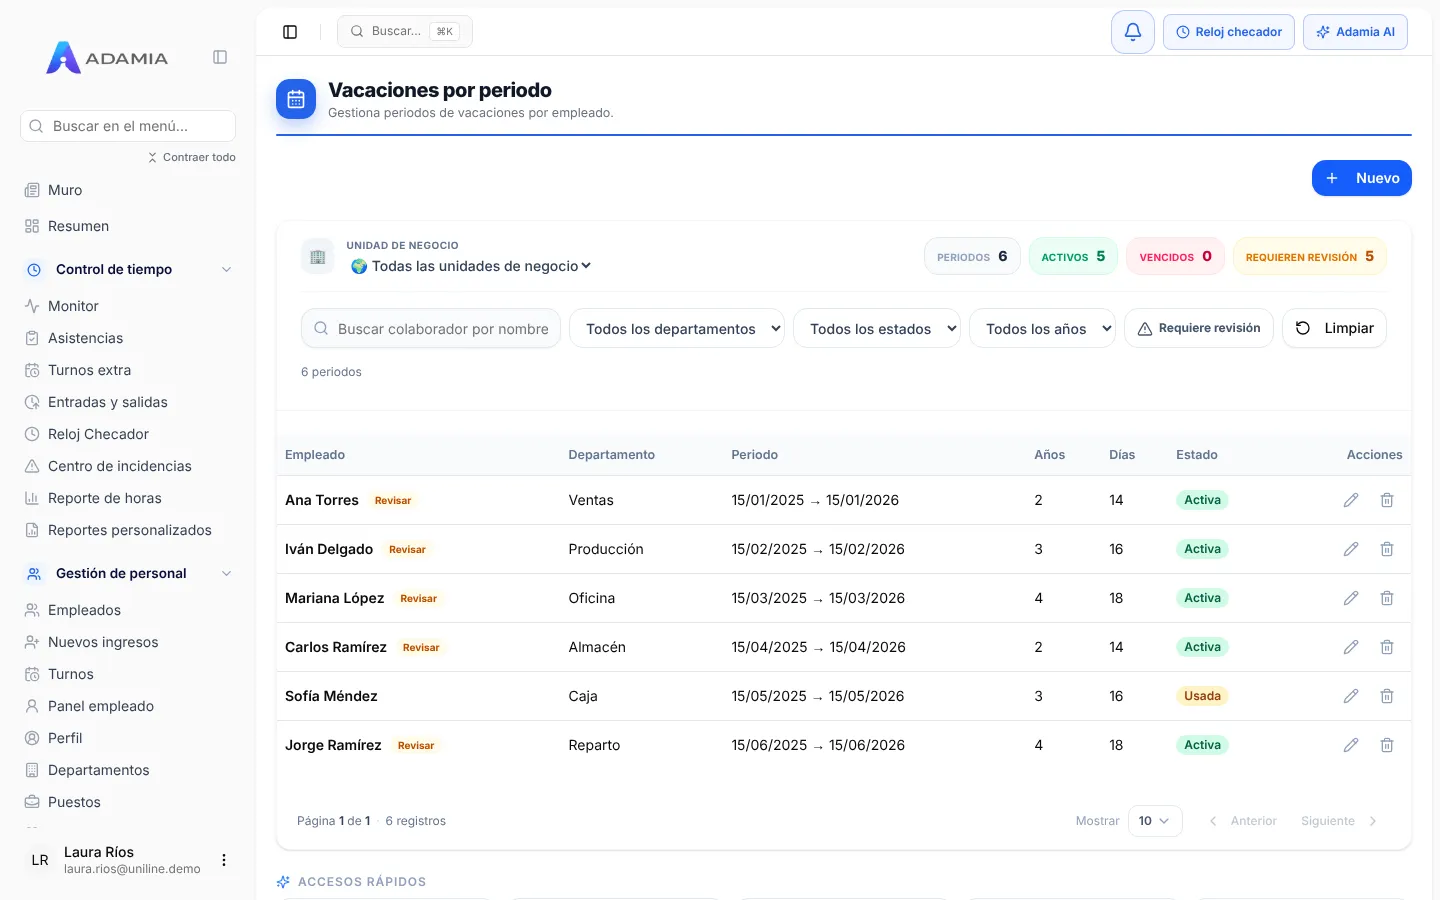 ADAMIA
Buscar en el menú...
Contraer todo
Muro
Resumen
Control de tiempo
Monitor
Asistencias
Turnos extra
Entradas y salidas
Reloj Checador
Centro de incidencias
Reporte de horas
Reportes personalizados
Gestión de personal
Empleados
Nuevos ingresos
Turnos
Panel empleado
Perfil
Departamentos
Puestos
LR
Laura Ríos
laura.rios@uniline.demo
Buscar... ⌘K
Reloj checador
Adamia AI
Vacaciones por periodo
Gestiona periodos de vacaciones por empleado.
+ Nuevo
UNIDAD DE NEGOCIO
Todas las unidades de negocio
PERIODOS 6
ACTIVOS 5
VENCIDOS 0
REQUIEREN REVISIÓN 5
Buscar colaborador por nombre
Todos los departamentos
Todos los estados
Todos los años
Requiere revisión
Limpiar
6 periodos
Empleado Departamento Periodo Años Días Estado Acciones
Ana Torres Revisar Ventas 15/01/2025 → 15/01/2026 2 14 Activa
Iván Delgado Revisar Producción 15/02/2025 → 15/02/2026 3 16 Activa
Mariana López Revisar Oficina 15/03/2025 → 15/03/2026 4 18 Activa
Carlos Ramírez Revisar Almacén 15/04/2025 → 15/04/2026 2 14 Activa
Sofía Méndez Caja 15/05/2025 → 15/05/2026 3 16 Usada
Jorge Ramírez Revisar Reparto 15/06/2025 → 15/06/2026 4 18 Activa
Página 1 de 1 · 6 registros
Mostrar 10 Anterior Siguiente
ACCESOS RÁPIDOS